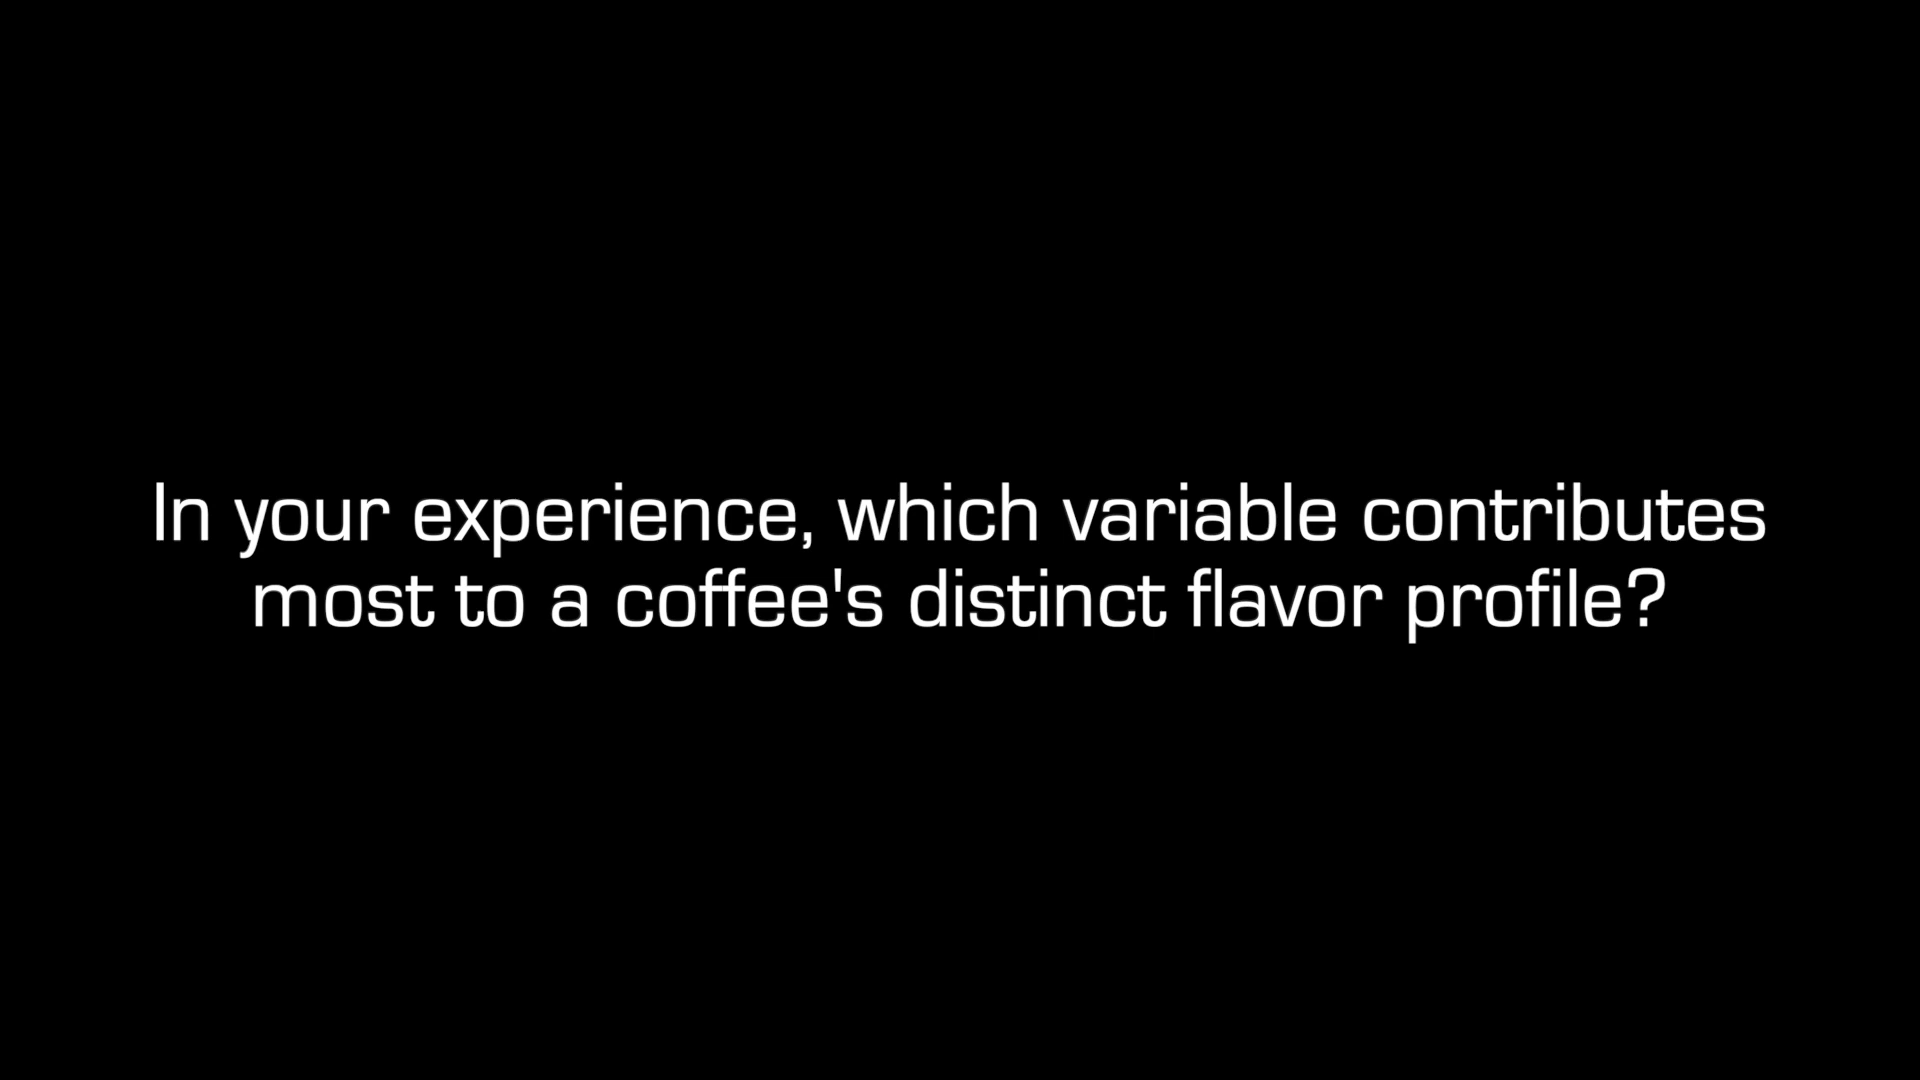 In your experience, which variable contributes
most to a coffee's distinct flavor profile?